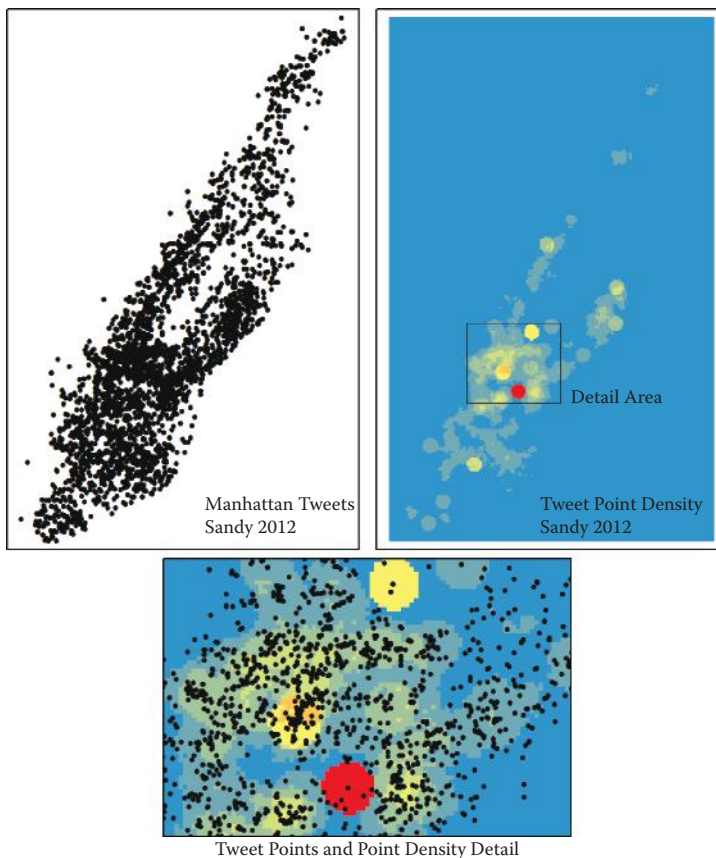 Manhattan Tweets
Sandy 2012
Detail Area
Tweet Point Density
Sandy 2012
Tweet Points and Point Density Detail